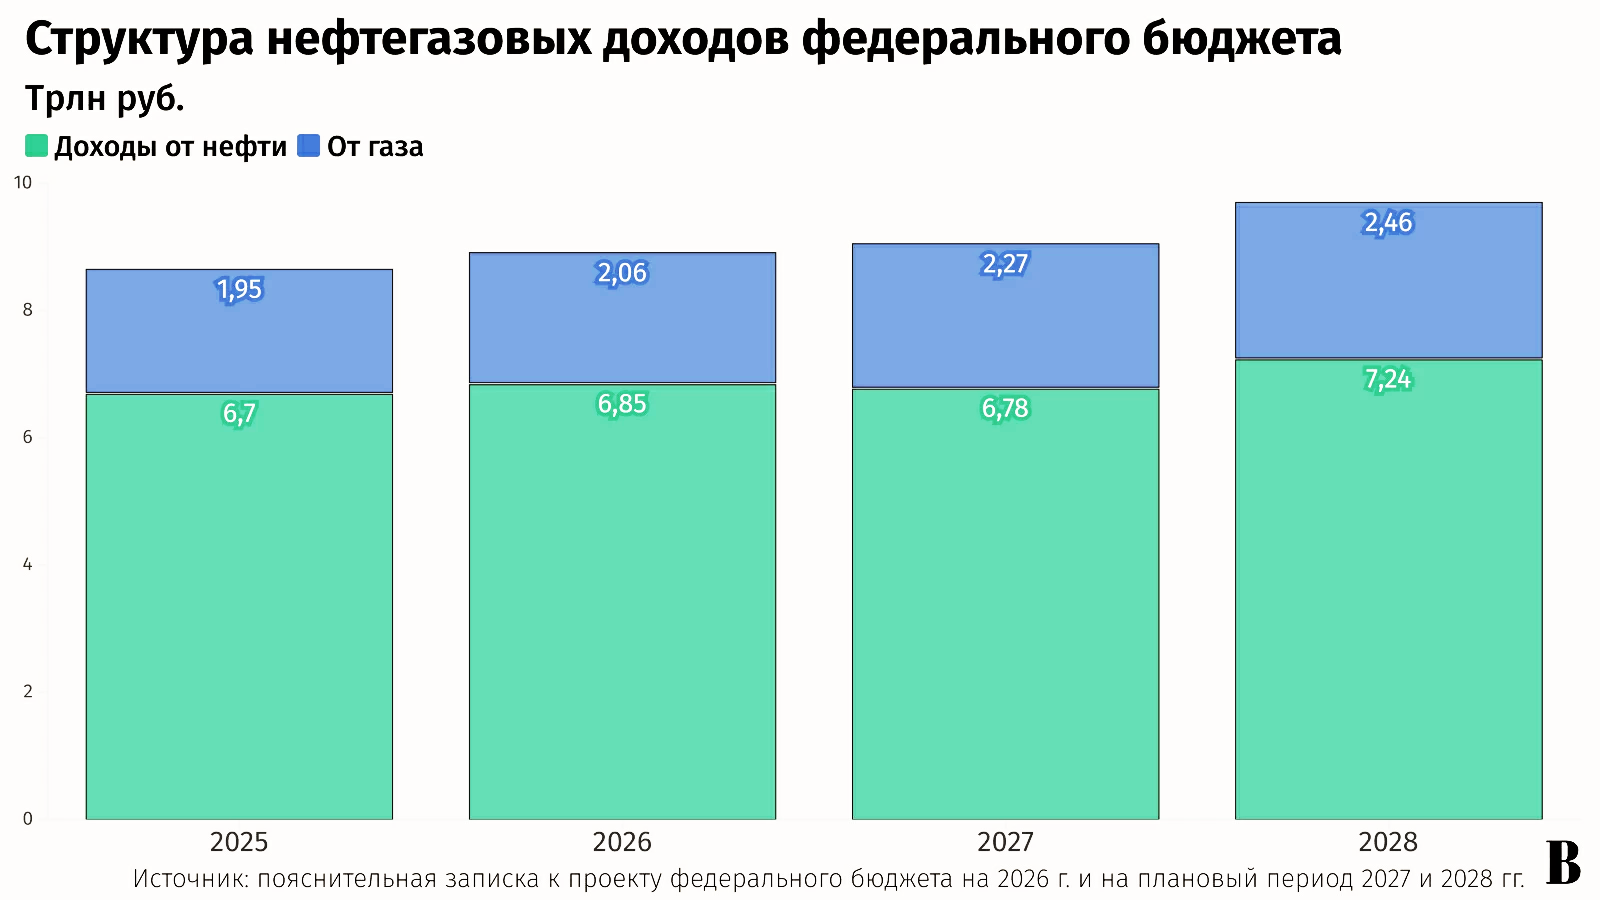 Структура нефтегазовых доходов федерального бюджета
Трлн руб.
Доходы от нефти От газа
10
8
6
4
2
0
1,95
2,06
2,27
2,46
6,7
6,85
6,78
7,24
2025 2026 2027 2028
Источник: пояснительная записка к проекту федерального бюджета на 2026 г. и на плановый период 2027 и 2028 гг.
В